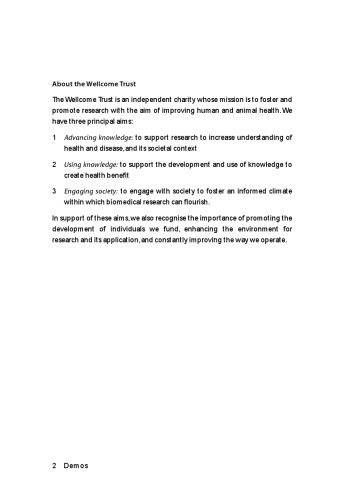 About the Wellcome Trust
The Wellcome Trust is an independent charity whose mission is to foster and
promote research with the aim of improving human and animal health. We
have three principal aims:
1 Advancing knowledge: to support research to increase understanding of
health and disease, and its societal context
2 Using knowledge: to support the development and use of knowledge to
create health benefit
3 Engaging society: to engage with society to foster an informed climate
within which biomedical research can flourish.
In support of these aims, we also recognise the importance of promoting the
development of individuals we fund, enhancing the environment for
research and its application, and constantly improving the way we operate.
2 Demos